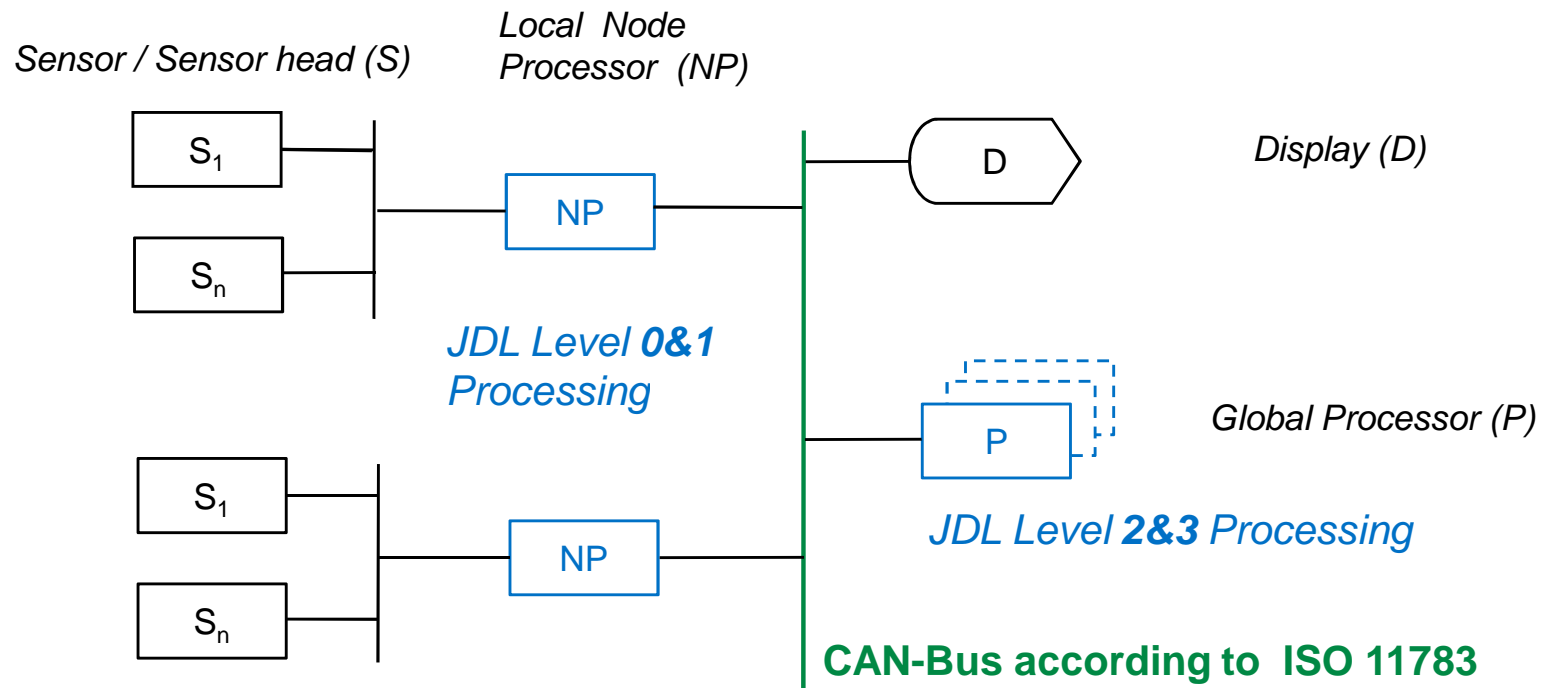 Sensor / Sensor head (S)
Local Node
Processor (NP)
S1
Sn
NP
D
Display (D)
JDL Level 0&1
Processing
P
Global Processor (P)
JDL Level 2&3 Processing
S1
Sn
NP
CAN-Bus according to ISO 11783